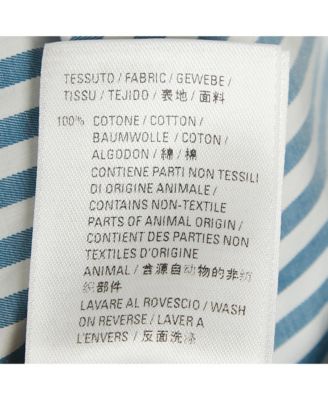 TESSUTO / FABRIC / GEWEBE /
TISSU / TEJIDO / 表地 / 面料
100% COTONE / COTTON /
BAUMWOLLE / COTON /
ALGODON / 綿 / 棉
CONTIENE PARTI NON TESSILI
DI ORIGINE ANIMALE /
CONTAINS NON-TEXTILE
PARTS OF ANIMAL ORIGIN /
CONTIENT DES PARTIES NON
TEXTILES D'ORIGINE
ANIMAL / 含源自动物的非纺
织部件
LAVARE AL ROVESCIO / WASH
ON REVERSE / LAVER A
L'ENVERS / 反面洗涤